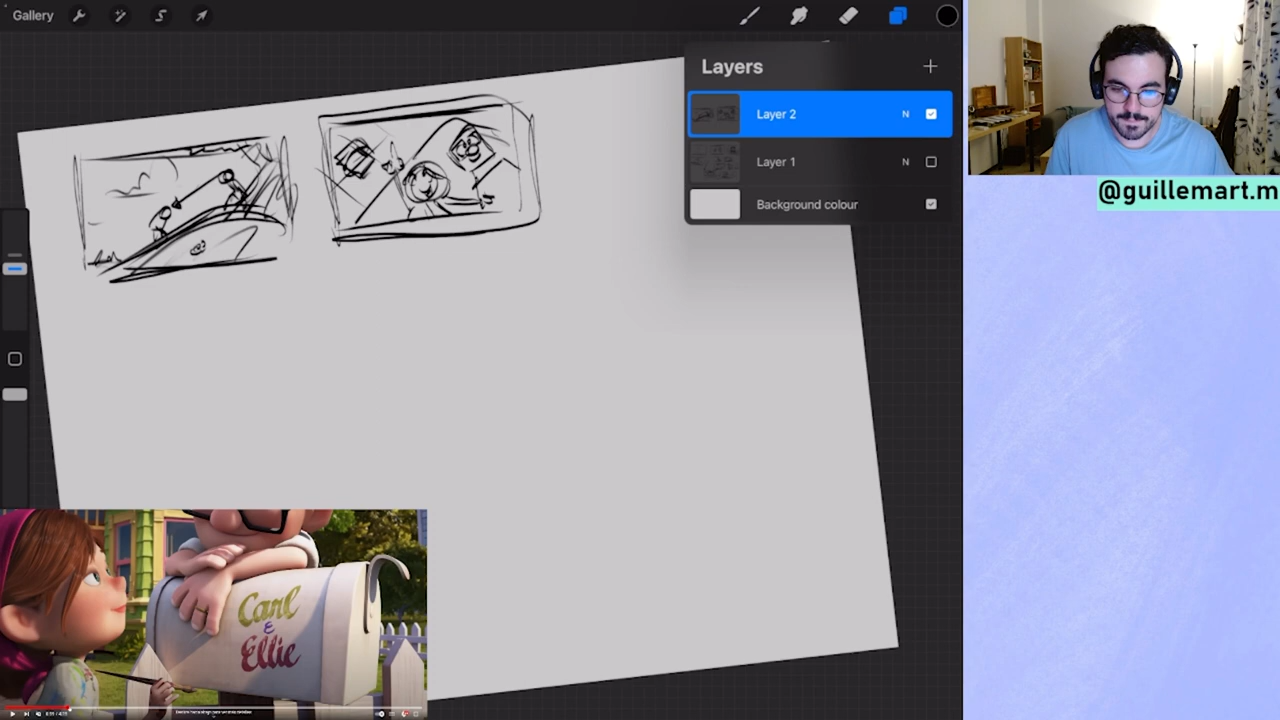 Gallery
Layers
Layer 2
N
Layer 1
N
Background colour
@guillemart.m
Carl
&
Ellie